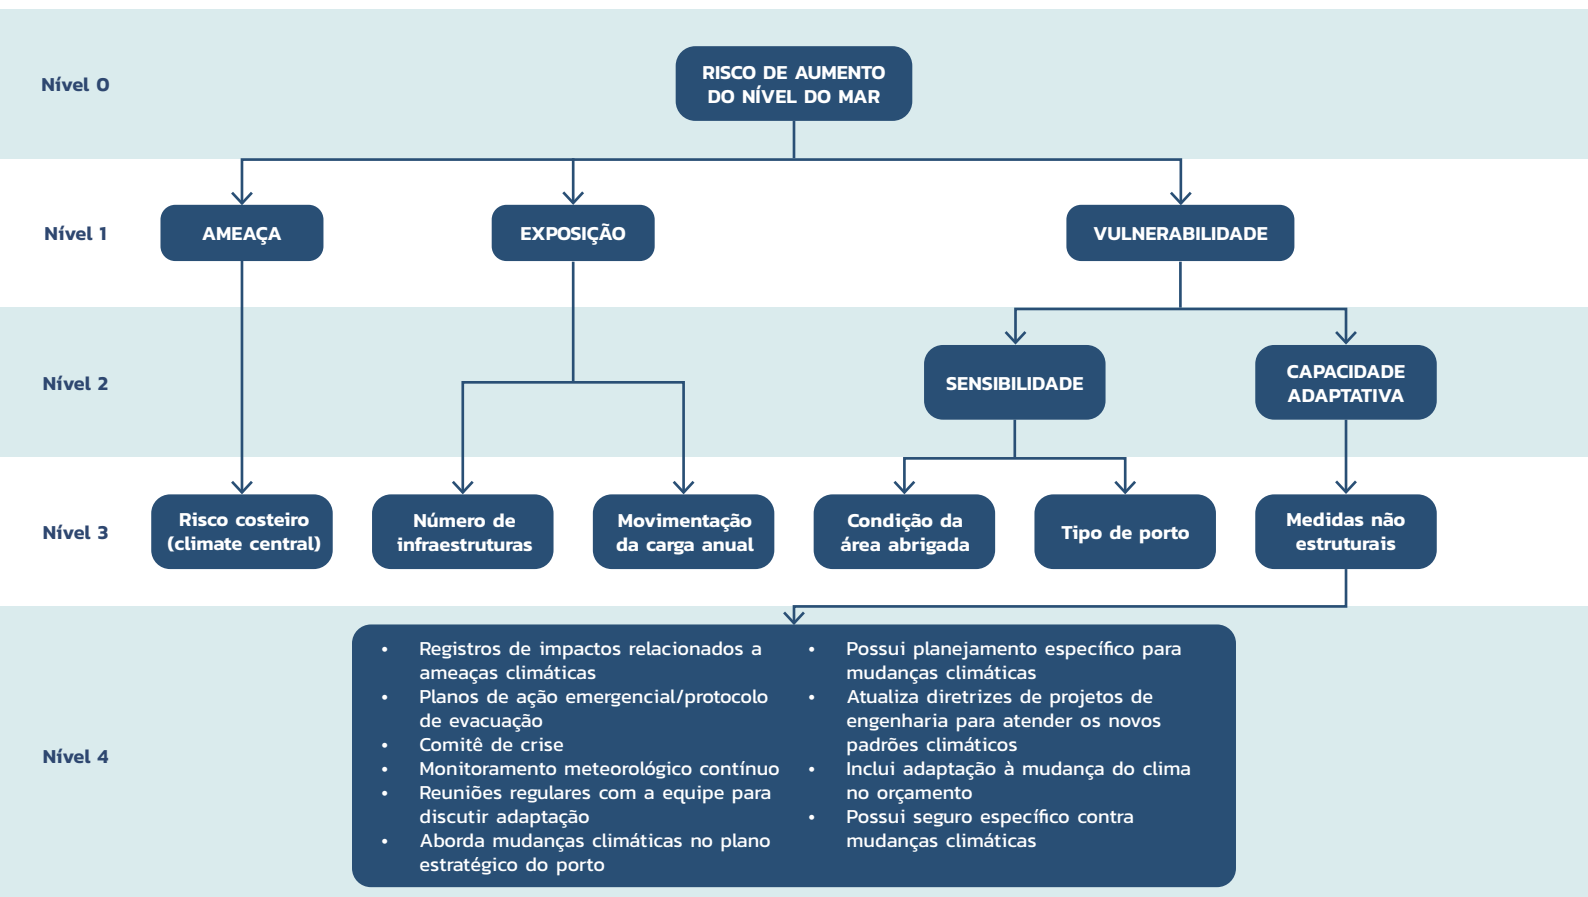 Nível 0
RISCO DE AUMENTO
DO NÍVEL DO MAR
Nível 1
AMEAÇA
EXPOSIÇÃO
VULNERABILIDADE
Nível 2
SENSIBILIDADE
CAPACIDADE
ADAPTATIVA
Nível 3
Risco costeiro
(climate central)
Número de
infraestruturas
Movimentação
da carga anual
Condição da
área abrigada
Tipo de porto
Medidas não
estruturais
Nível 4
• Registros de impactos relacionados a
ameaças climáticas
• Planos de ação emergencial/protocolo
de evacuação
• Comitê de crise
• Monitoramento meteorológico contínuo
• Reuniões regulares com a equipe para
discutir adaptação
• Aborda mudanças climáticas no plano
estratégico do porto
• Possui planejamento específico para
mudanças climáticas
• Atualiza diretrizes de projetos de
engenharia para atender os novos
padrões climáticos
• Inclui adaptação à mudança do clima
no orçamento
• Possui seguro específico contra
mudanças climáticas